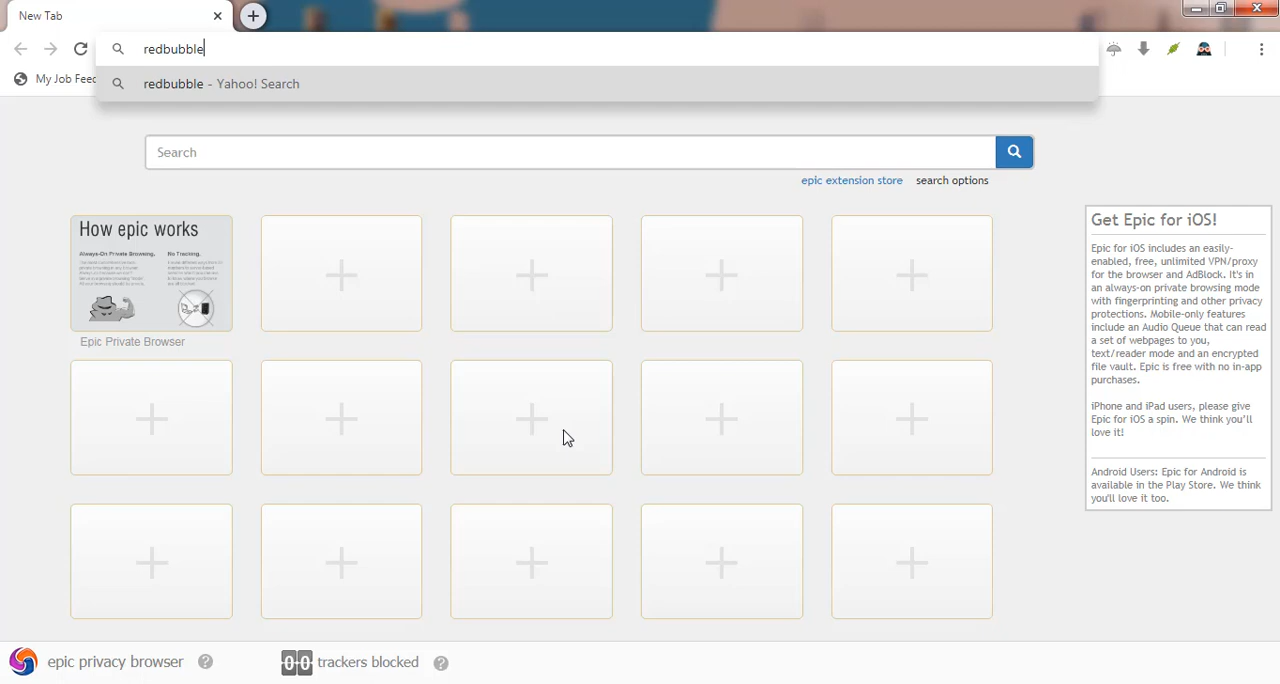 New Tab
redbubble
My Job Feed
redbubble - Yahoo! Search
Search
epic extension store search options
How epic works
Always-On Private Browsing.
No Tracking.
Epic Private Browser
Get Epic for iOS!
Epic for iOS includes an easily-
enabled, free, unlimited VPN/proxy
for the browser and AdBlock. It's in
an always-on private browsing mode
with fingerprinting and other privacy
protections. Mobile-only features
include an Audio Queue that can read
a set of webpages to you,
text/reader mode and an encrypted
file vault. Epic is free with no in-app
purchases.
iPhone and iPad users, please give
Epic for iOS a spin. We think you'll
love it!
Android Users: Epic for Android is
available in the Play Store. We think
you'll love it too.
epic privacy browser ?
00 trackers blocked ?